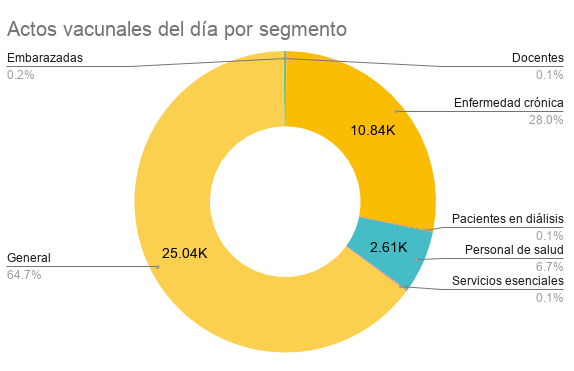 Actos vacunales del día por segmento
Embarazadas
0.2%
Docentes
0.1%
Enfermedad crónica
28.0%
10.84K
Pacientes en diálisis
0.1%
Personal de salud
6.7%
2.61K
Servicios esenciales
0.1%
General
64.7%
25.04K